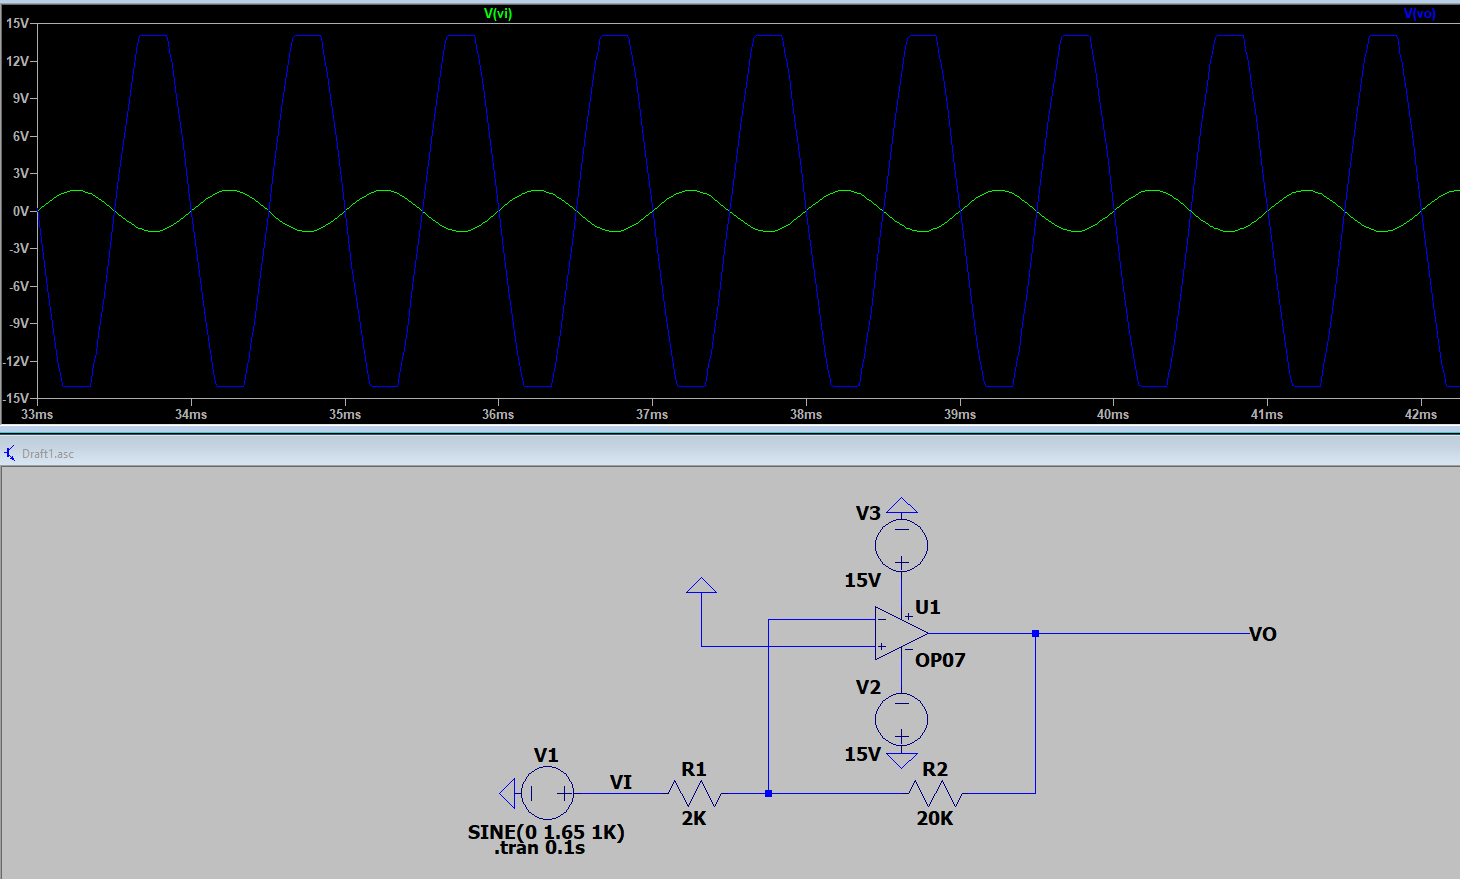 V(vi) V(vo)
15V
12V
9V
6V
3V
0V
-3V
-6V
-9V
-12V
-15V
33ms 34ms 35ms 36ms 37ms 38ms 39ms 40ms 41ms 42ms
Draft1.asc
V3
15V
U1
VO
OP07
V2
15V
V1
VI
R1
R2
2K
20K
SINE(0 1.65 1K)
.tran 0.1s